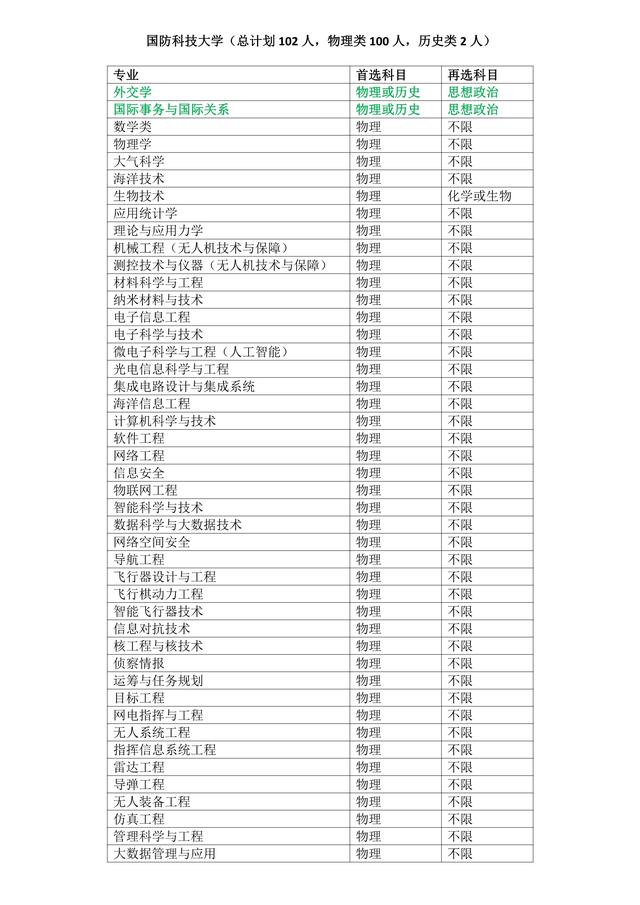 国防科技大学（总计划 102 人，物理类 100 人，历史类 2 人）
专业 首选科目 再选科目
外交学 物理或历史 思想政治
国际事务与国际关系 物理或历史 思想政治
数学类 物理 不限
物理学 物理 不限
大气科学 物理 不限
海洋技术 物理 不限
生物技术 物理 化学或生物
应用统计学 物理 不限
理论与应用力学 物理 不限
机械工程（无人机技术与保障） 物理 不限
测控技术与仪器（无人机技术与保障） 物理 不限
材料科学与工程 物理 不限
纳米材料与技术 物理 不限
电子信息工程 物理 不限
电子科学与技术 物理 不限
微电子科学与工程（人工智能） 物理 不限
光电信息科学与工程 物理 不限
集成电路设计与集成系统 物理 不限
海洋信息工程 物理 不限
计算机科学与技术 物理 不限
软件工程 物理 不限
网络工程 物理 不限
信息安全 物理 不限
物联网工程 物理 不限
智能科学与技术 物理 不限
数据科学与大数据技术 物理 不限
网络空间安全 物理 不限
导航工程 物理 不限
飞行器设计与工程 物理 不限
飞行棋动力工程 物理 不限
智能飞行器技术 物理 不限
信息对抗技术 物理 不限
核工程与核技术 物理 不限
侦察情报 物理 不限
运筹与任务规划 物理 不限
目标工程 物理 不限
网电指挥与工程 物理 不限
无人系统工程 物理 不限
指挥信息系统工程 物理 不限
雷达工程 物理 不限
导弹工程 物理 不限
无人装备工程 物理 不限
仿真工程 物理 不限
管理科学与工程 物理 不限
大数据管理与应用 物理 不限